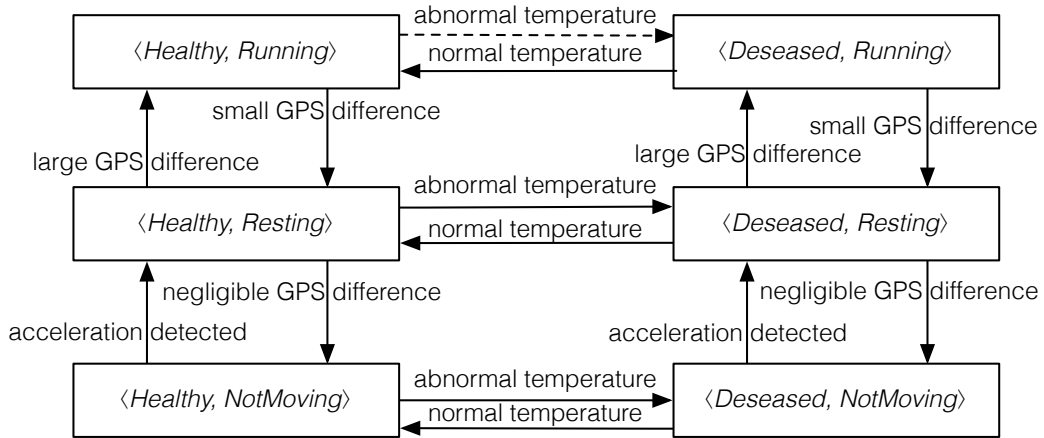 abnormal temperature
⟨Healthy, Running⟩
⟨Deseased, Running⟩
normal temperature
small GPS difference
small GPS difference
large GPS difference
large GPS difference
abnormal temperature
⟨Healthy, Resting⟩
⟨Deseased, Resting⟩
normal temperature
negligible GPS difference
negligible GPS difference
acceleration detected
acceleration detected
abnormal temperature
⟨Healthy, NotMoving⟩
⟨Deseased, NotMoving⟩
normal temperature